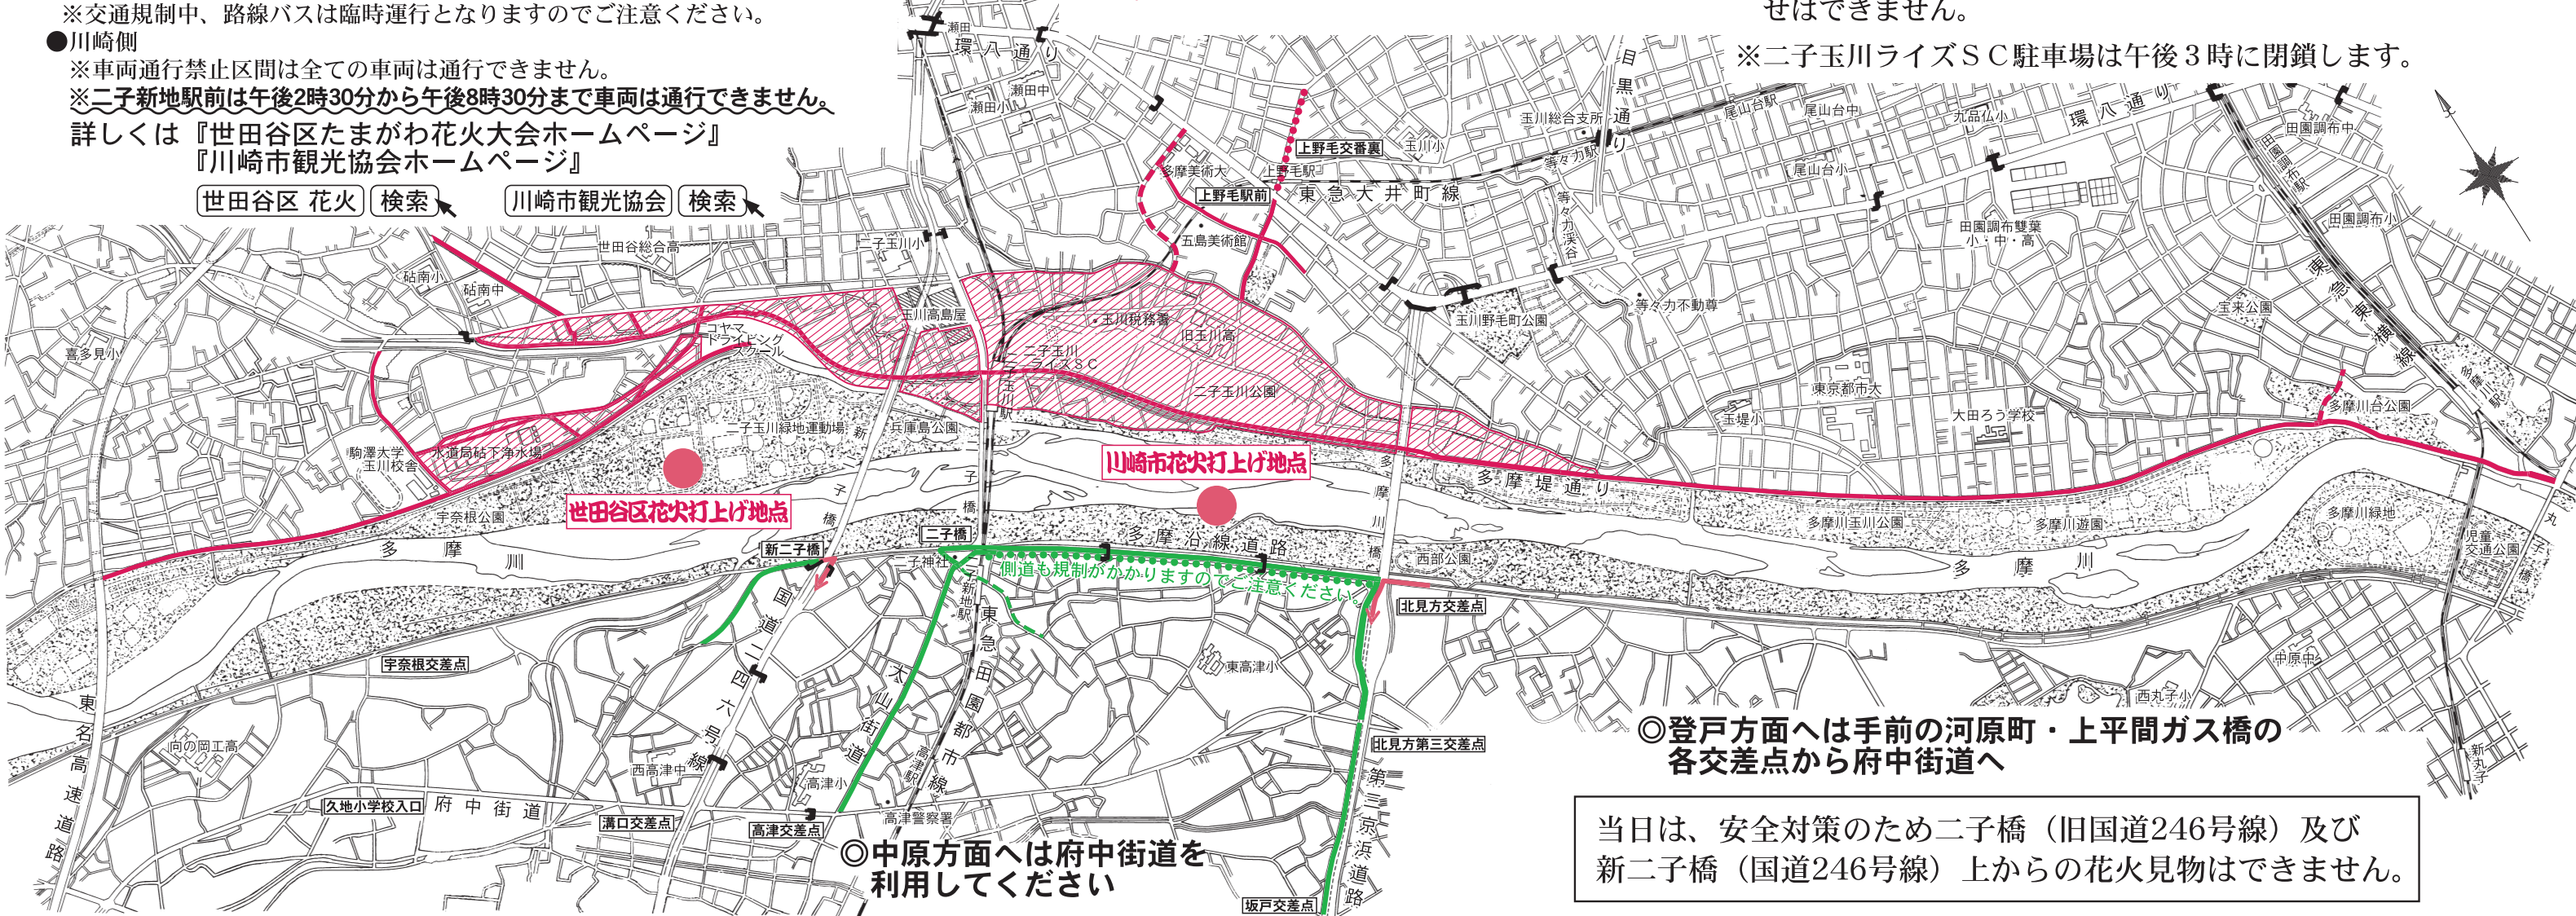 ※交通規制中、路線バスは臨時運行となりますのでご注意ください。
●川崎側
※車両通行禁止区間は全ての車両は通行できません。
※二子新地駅前は午後2時30分から午後8時30分まで車両は通行できません。
詳しくは『世田谷区たまがわ花火大会ホームページ』
『川崎市観光協会ホームページ』
世田谷区 花火
検索
川崎市観光協会
検索
せはできません。
※二子玉川ライズＳＣ駐車場は午後３時に閉鎖します。
瀬田
環八通り
瀬田中
瀬田小
多摩美術大
上野毛交番裏
玉川小
上野毛駅
上野毛駅前
東急大井町線
五島美術館
玉川総合支所
目黒通り
等々力駅
等々力渓谷
尾山台駅
尾山台中
尾山台小
九品仏小
環八通り
田園調布中
田園調布駅
田園調布小
田園調布雙葉
小・中・高
東急東横線
宝来公園
多摩川駅
多摩川台公園
等々力不動尊
玉川野毛町公園
東京都市大
玉堤小
大田ろう学校
世田谷総合高
二子玉川小
砧南小
砧南中
喜多見小
玉川高島屋
コヤマ
ドライビング
スクール
玉川税務署
旧玉川高
二子玉川
ライズＳＣ
二子玉川駅
二子玉川公園
二子玉川緑地運動場
兵庫島公園
駒澤大学
玉川校舎
水道局砧下浄水場
宇奈根公園
世田谷区花火打上げ地点
川崎市花火打上げ地点
多摩堤通り
多摩川玉川公園
多摩川遊園
多摩川緑地
児童
交通公園
丸子橋
新二子橋
二子橋
多摩川橋
多摩川
多摩川
新二子橋
二子橋
二子神社
二子新地駅
多摩沿線道路
側道も規制がかかりますのでご注意ください。
西部公園
北見方交差点
国道二四六号線
東急田園都市線
大山街道
東高津小
宇奈根交差点
東名高速道路
向の岡工高
西高津中
高津小
高津駅
高津警察署
久地小学校入口
府中街道
溝口交差点
高津交差点
北見方第三交差点
第三京浜道路
坂戸交差点
中原中
西丸子小
新丸子
◎中原方面へは府中街道を
利用してください
◎登戸方面へは手前の河原町・上平間ガス橋の
各交差点から府中街道へ
当日は、安全対策のため二子橋（旧国道246号線）及び
新二子橋（国道246号線）上からの花火見物はできません。